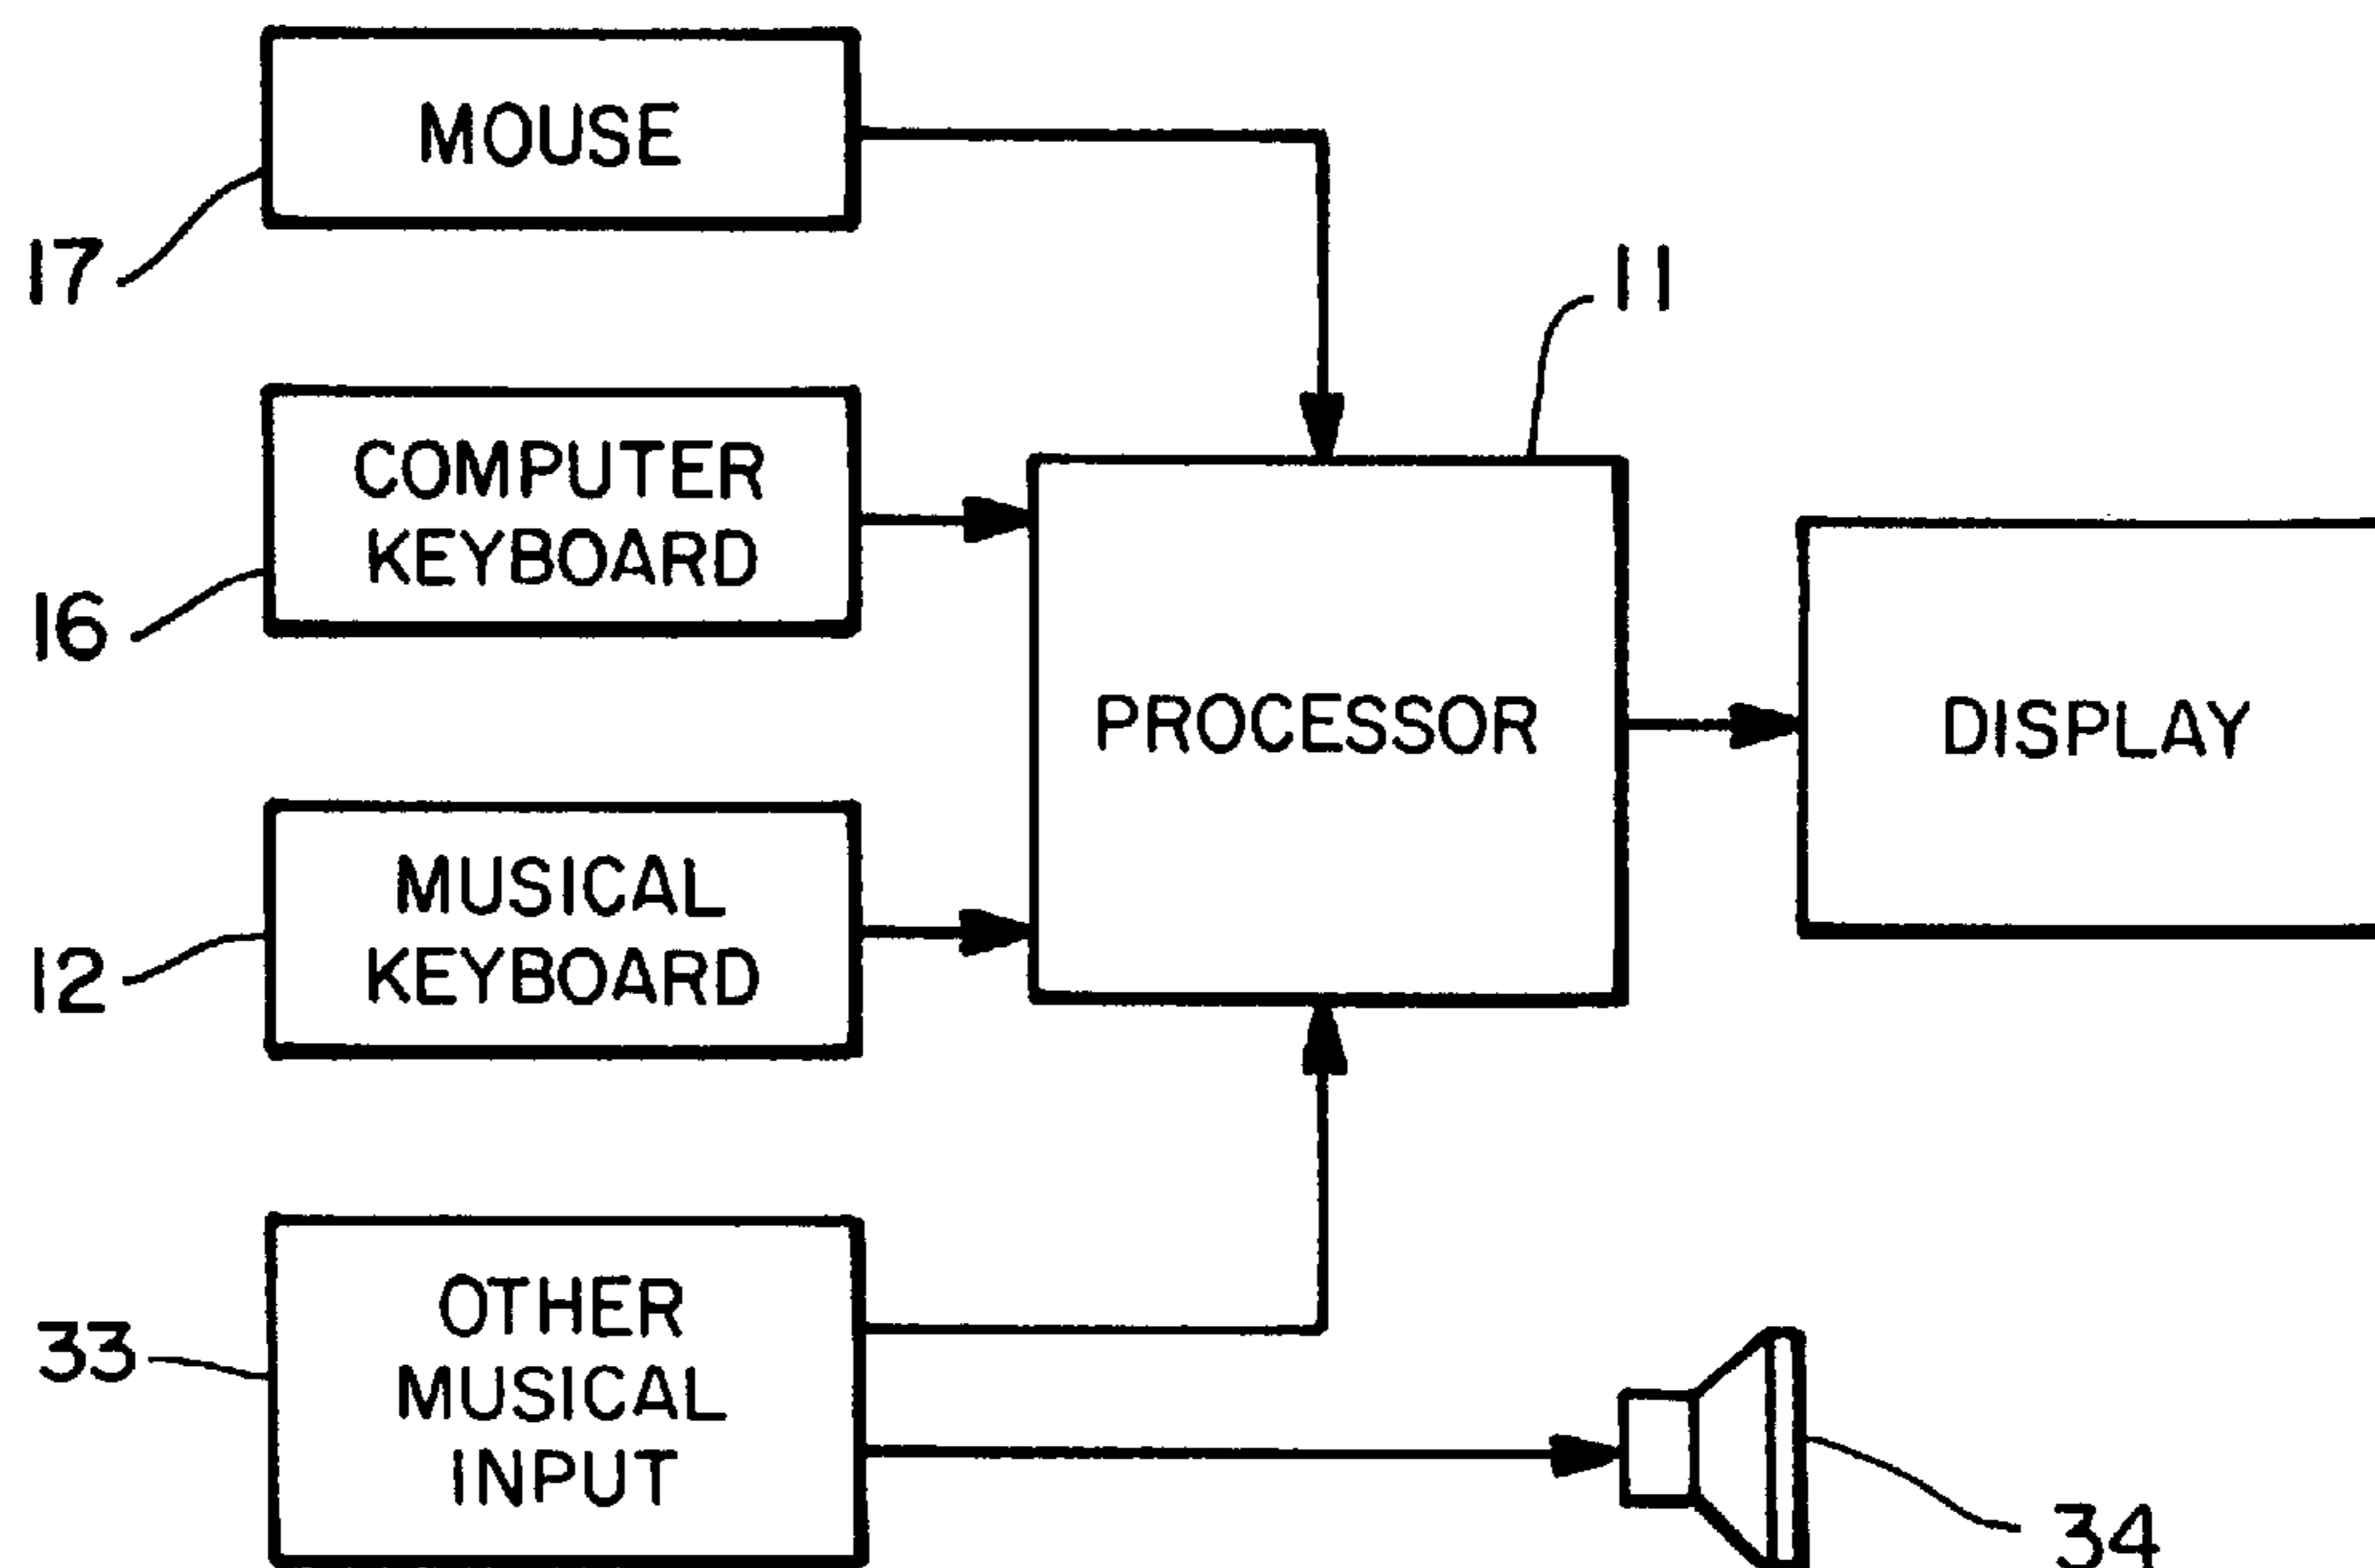 MOUSE
17
11
COMPUTER
KEYBOARD
16
PROCESSOR
DISPLAY
MUSICAL
KEYBOARD
12
OTHER
MUSICAL
INPUT
33
34